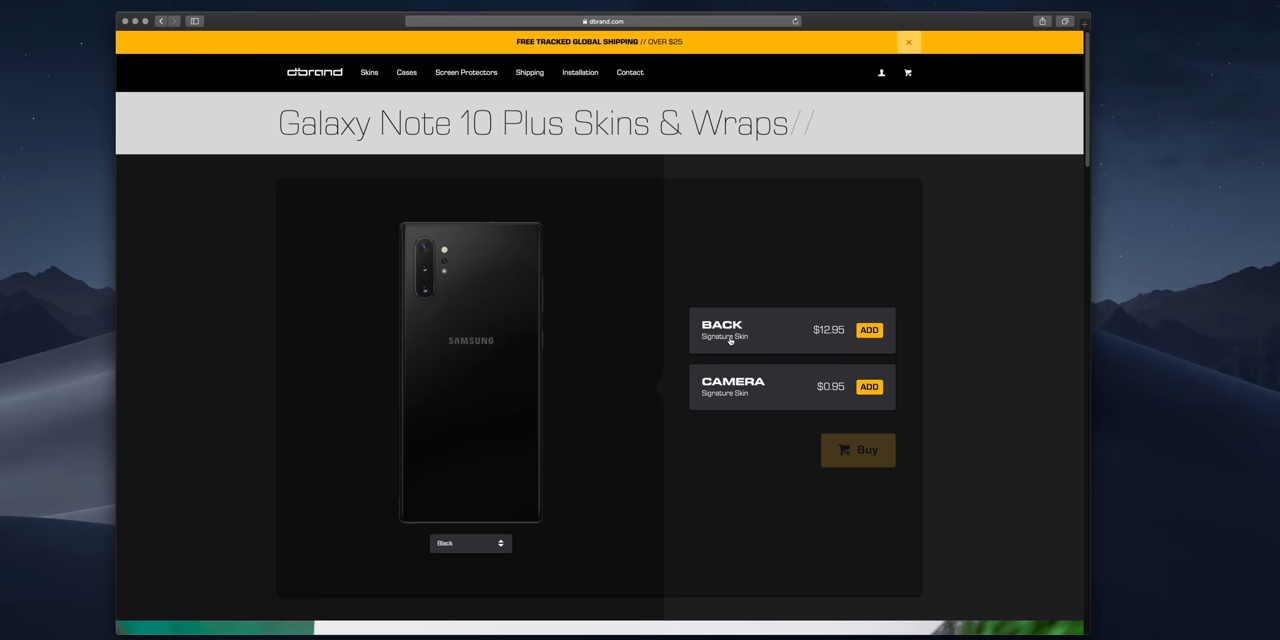 dbrand.com
FREE TRACKED GLOBAL SHIPPING // OVER $25
dbrand Skins Cases Screen Protectors Shipping Installation Contact
Galaxy Note 10 Plus Skins & Wraps//
BACK
Signature Skin
$12.95 ADD
SAMSUNG
CAMERA
Signature Skin
$0.95 ADD
Buy
Black